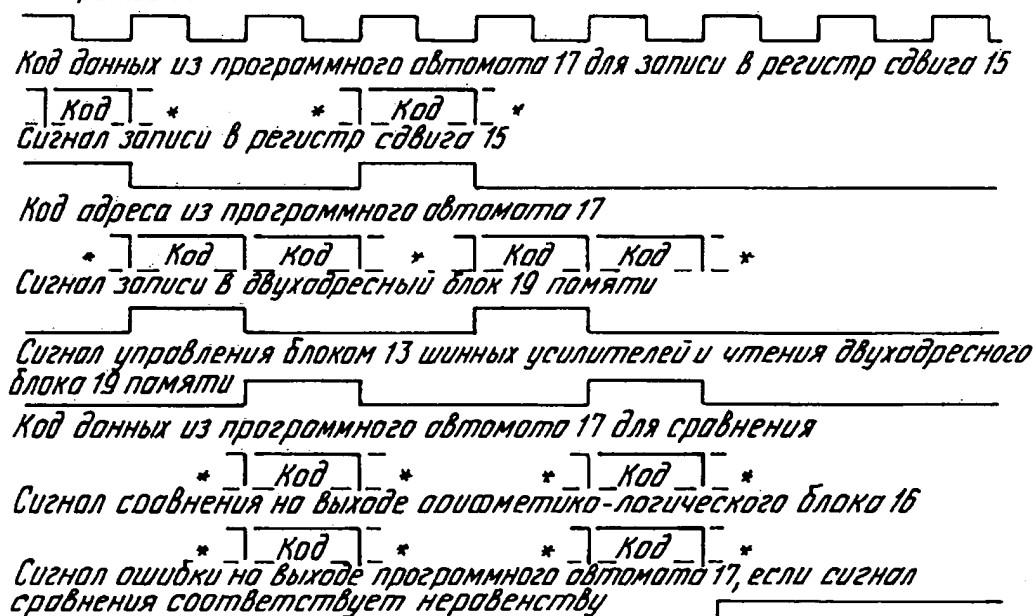 Код данных из программного автомата 17 для записи в регистр сдвига 15
Код * * Код *
Сигнал записи в регистр сдвига 15
Код адреса из программного автомата 17
* Код Код * Код Код *
Сигнал записи в двухадресный блок 19 памяти
Сигнал управления блоком 13 шинных усилителей и чтения двухадресного
блока 19 памяти
Код данных из программного автомата 17 для сравнения
* Код * * Код *
Сигнал сравнения на выходе арифметико-логического блока 16
* Код * * Код *
Сигнал ошибки на выходе программного автомата 17, если сигнал
сравнения соответствует неравенству